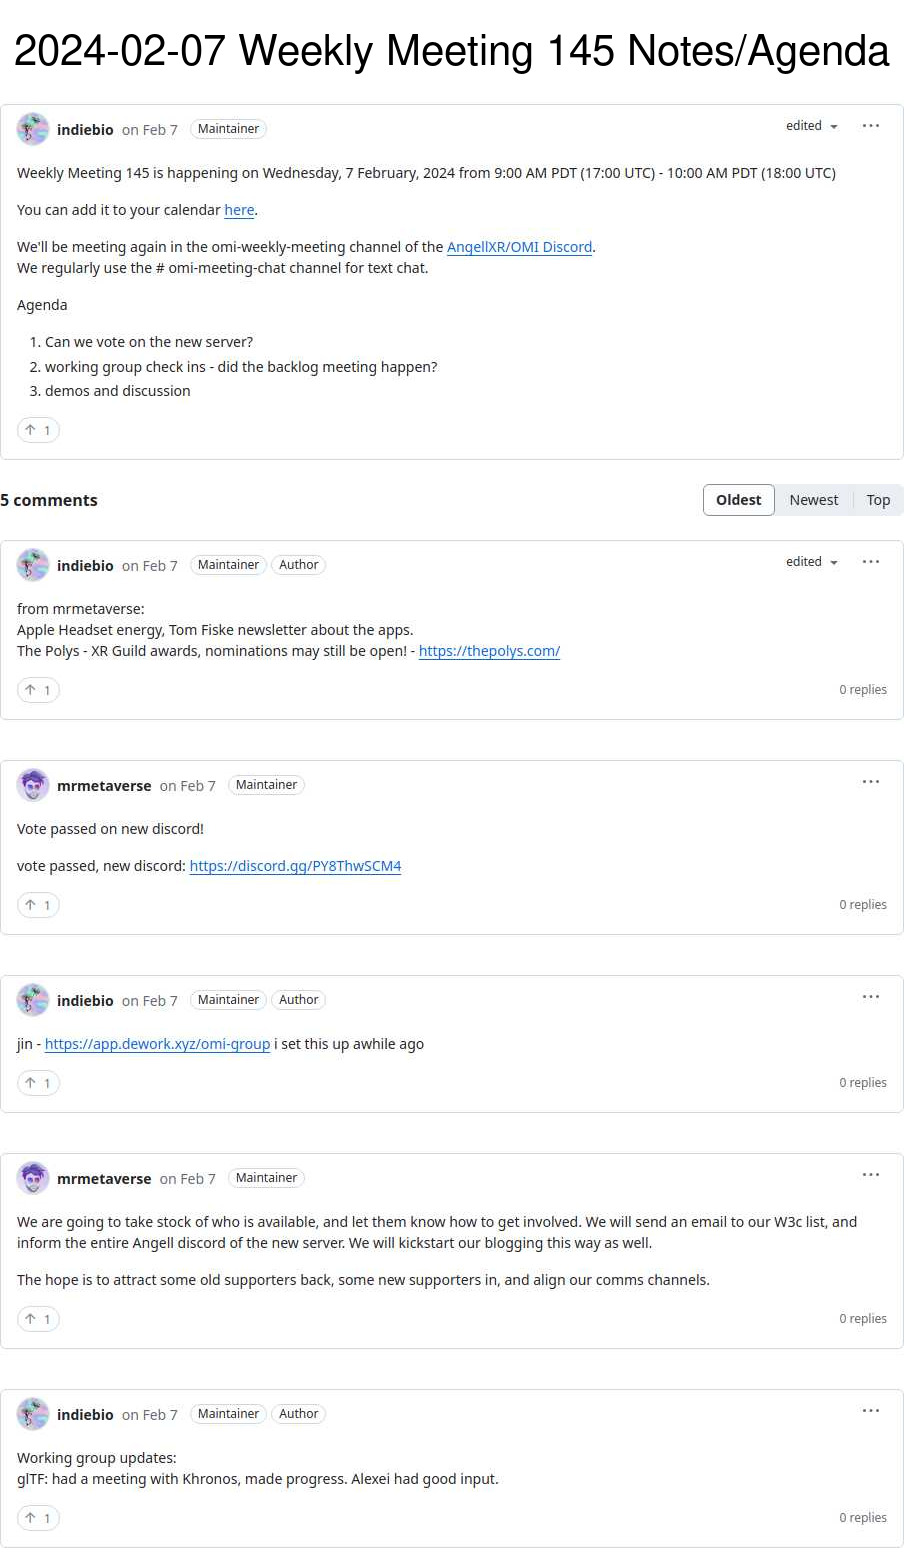 2024-02-07 Weekly Meeting 145 Notes/Agenda
indiebio on Feb 7 Maintainer edited
Weekly Meeting 145 is happening on Wednesday, 7 February, 2024 from 9:00 AM PDT (17:00 UTC) - 10:00 AM PDT (18:00 UTC)
You can add it to your calendar here.
We'll be meeting again in the omi-weekly-meeting channel of the AngellXR/OMI Discord.
We regularly use the # omi-meeting-chat channel for text chat.
Agenda
1. Can we vote on the new server?
2. working group check ins - did the backlog meeting happen?
3. demos and discussion
↑ 1
5 comments
Oldest Newest Top
indiebio on Feb 7 Maintainer Author edited
from mrmetaverse:
Apple Headset energy, Tom Fiske newsletter about the apps.
The Polys - XR Guild awards, nominations may still be open! - https://thepolys.com/
↑ 1 0 replies
mrmetaverse on Feb 7 Maintainer
Vote passed on new discord!
vote passed, new discord: https://discord.gg/PY8ThwSCM4
↑ 1 0 replies
indiebio on Feb 7 Maintainer Author
jin - https://app.dework.xyz/omi-group i set this up awhile ago
↑ 1 0 replies
mrmetaverse on Feb 7 Maintainer
We are going to take stock of who is available, and let them know how to get involved. We will send an email to our W3c list, and
inform the entire Angell discord of the new server. We will kickstart our blogging this way as well.
The hope is to attract some old supporters back, some new supporters in, and align our comms channels.
↑ 1 0 replies
indiebio on Feb 7 Maintainer Author
Working group updates:
glTF: had a meeting with Khronos, made progress. Alexei had good input.
↑ 1 0 replies